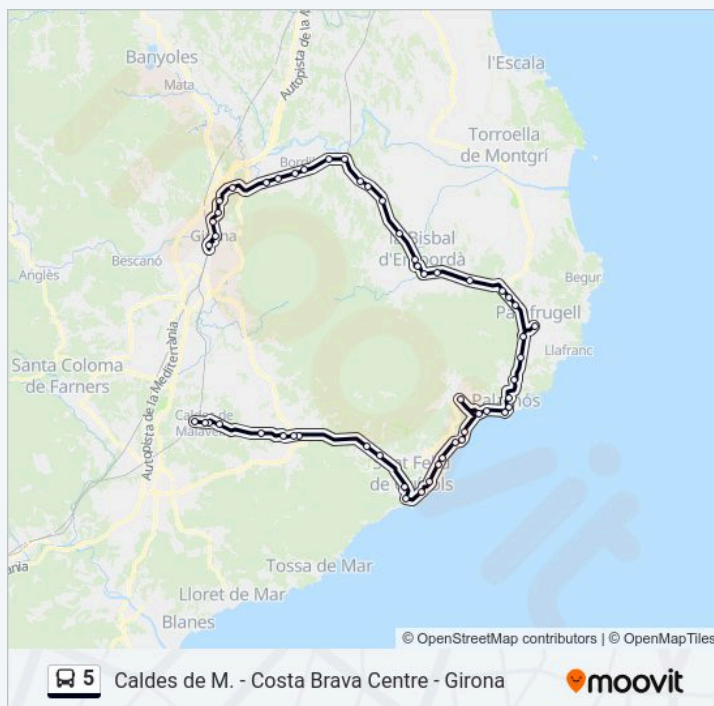 l'Escala
Banyoles
Mata
Autopista de la M
Torroella
de Montgrí
Bordil
Girona
Bescanó
la Bisbal
d'Empordà
Anglès
Begur
Palafrugell
Llafranc
Autopista de la Mediterrània
Santa Coloma
de Farners
Palamós
Caldes de
Malavella
Sant Feliu
de Guíxols
Tossa de Mar
ània
Lloret de Mar
Blanes
© OpenStreetMap contributors | © OpenMapTiles
5 Caldes de M. - Costa Brava Centre - Girona
moovit